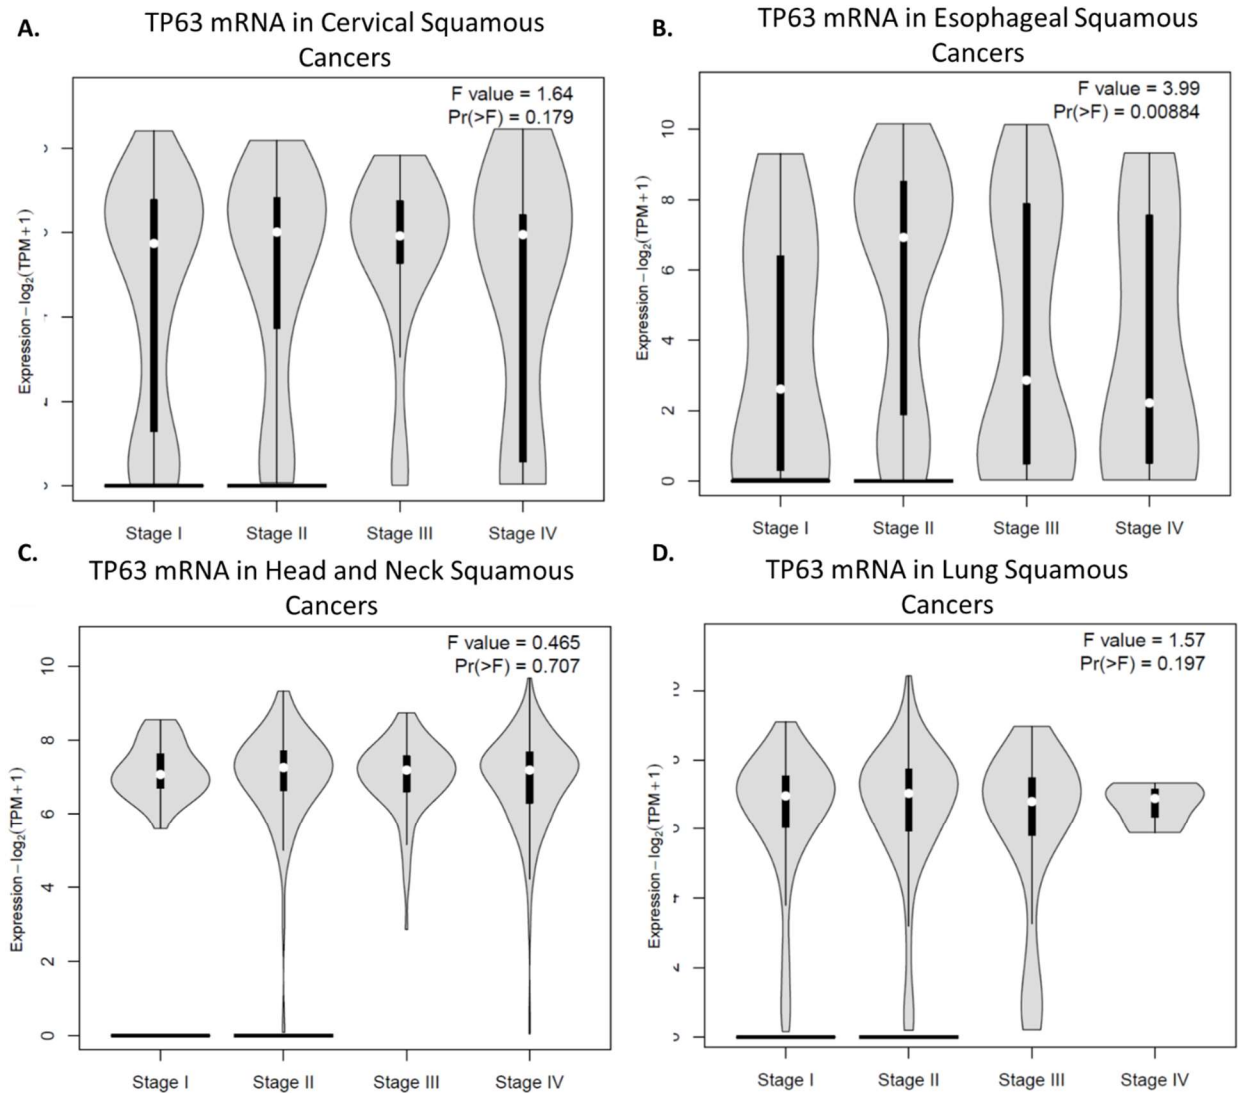 A.
TP63 mRNA in Cervical Squamous
Cancers
F value = 1.64
Pr(>F) = 0.179
Expression – log2(TPM+1)
Stage I
Stage II
Stage III
Stage IV
B.
TP63 mRNA in Esophageal Squamous
Cancers
F value = 3.99
Pr(>F) = 0.00884
Expression – log2(TPM+1)
10
8
6
4
2
0
Stage I
Stage II
Stage III
Stage IV
C.
TP63 mRNA in Head and Neck Squamous
Cancers
F value = 0.465
Pr(>F) = 0.707
Expression – log2(TPM+1)
10
8
6
4
2
0
Stage I
Stage II
Stage III
Stage IV
D.
TP63 mRNA in Lung Squamous
Cancers
F value = 1.57
Pr(>F) = 0.197
Expression – log2(TPM+1)
Stage I
Stage II
Stage III
Stage IV